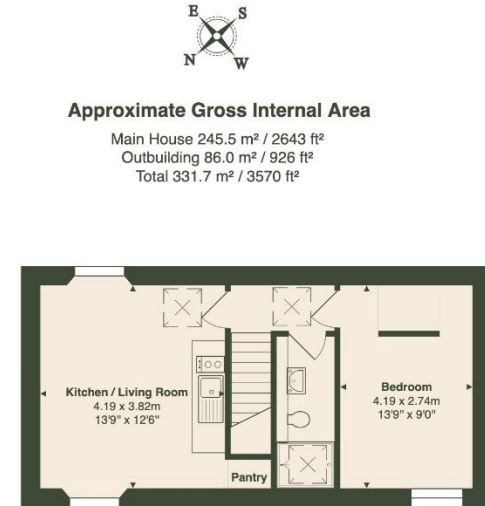 E S
N W
Approximate Gross Internal Area
Main House 245.5 m² / 2643 ft²
Outbuilding 86.0 m² / 926 ft²
Total 331.7 m² / 3570 ft²
Kitchen / Living Room
4.19 x 3.82m
13'9" x 12'6"
Bedroom
4.19 x 2.74m
13'9" x 9'0"
Pantry